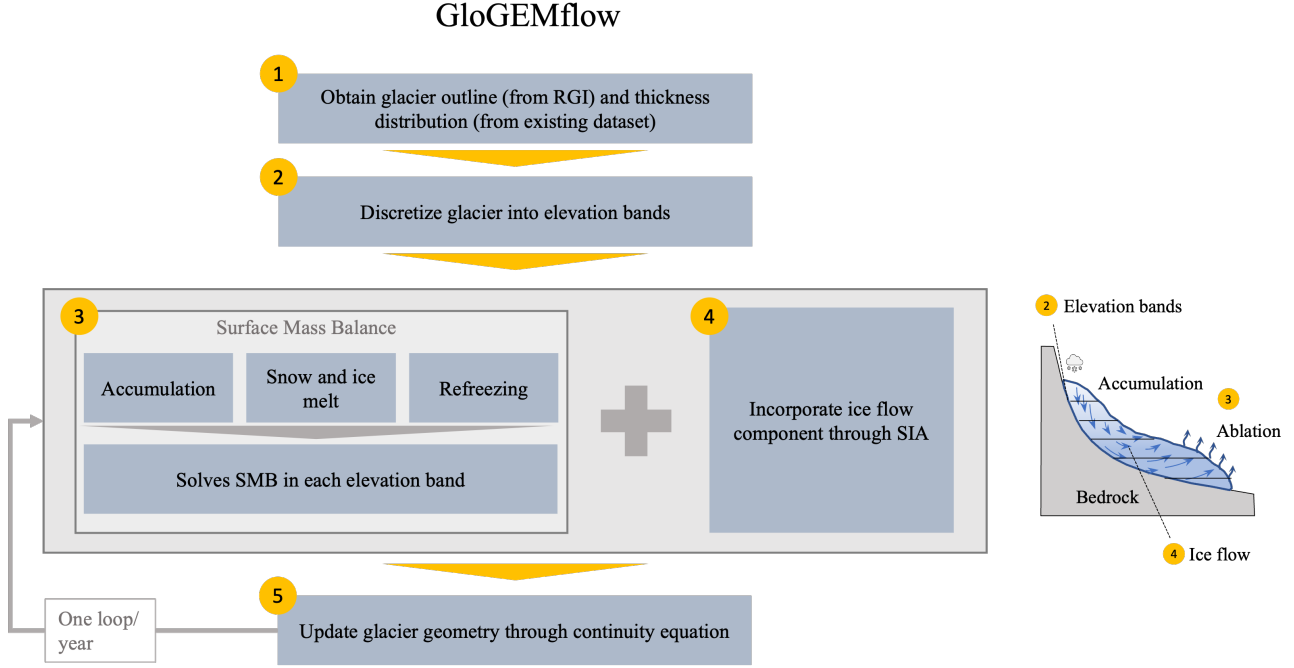 GloGEMflow
1
Obtain glacier outline (from RGI) and thickness
distribution (from existing dataset)
2
Discretize glacier into elevation bands
3
Surface Mass Balance
Accumulation
Snow and ice
melt
Refreezing
Solves SMB in each elevation band
4
Incorporate ice flow
component through SIA
5
Update glacier geometry through continuity equation
One loop/
year
2 Elevation bands
Accumulation
3
Ablation
Bedrock
4 Ice flow